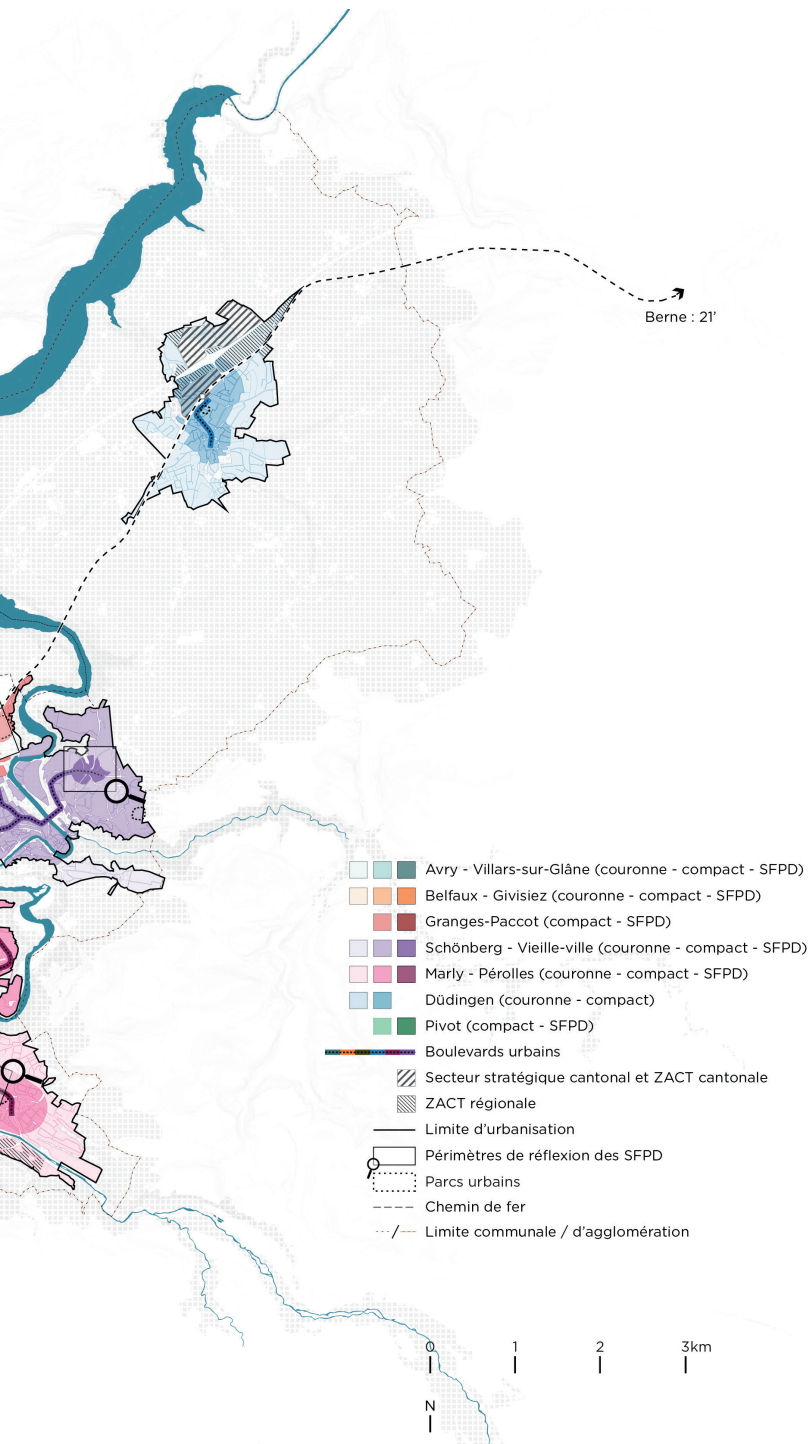 Berne : 21'
Avry - Villars-sur-Glâne (couronne - compact - SFPD)
Belfaux - Givisiez (couronne - compact - SFPD)
Granges-Paccot (compact - SFPD)
Schönberg - Vieille-ville (couronne - compact - SFPD)
Marly - Pérolles (couronne - compact - SFPD)
Düdingen (couronne - compact)
Pivot (compact - SFPD)
Boulevards urbains
Secteur stratégique cantonal et ZACT cantonale
ZACT régionale
Limite d'urbanisation
Périmètres de réflexion des SFPD
Parcs urbains
Chemin de fer
Limite communale / d'agglomération
0 1 2 3km
N